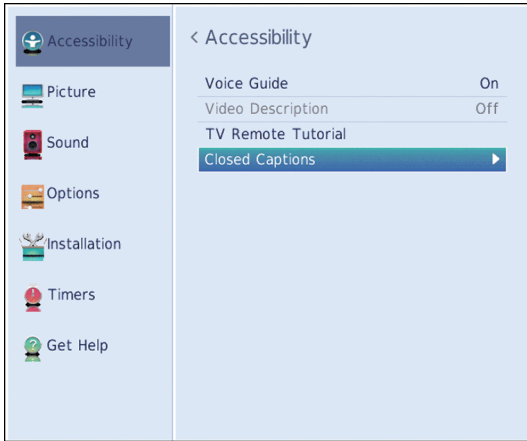 Accessibility
Picture
Sound
Options
Installation
Timers
Get Help
< Accessibility
Voice Guide On
Video Description Off
TV Remote Tutorial
Closed Captions